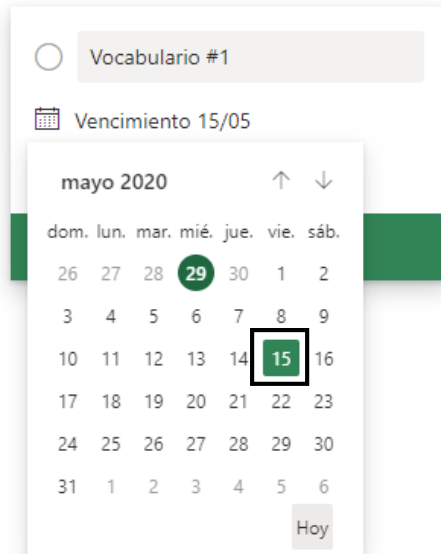 Vocabulario #1
Vencimiento 15/05
mayo 2020
dom. lun. mar. mié. jue. vie. sáb.
26 27 28 29 30 1 2
3 4 5 6 7 8 9
10 11 12 13 14 15 16
17 18 19 20 21 22 23
24 25 26 27 28 29 30
31 1 2 3 4 5 6
Hoy